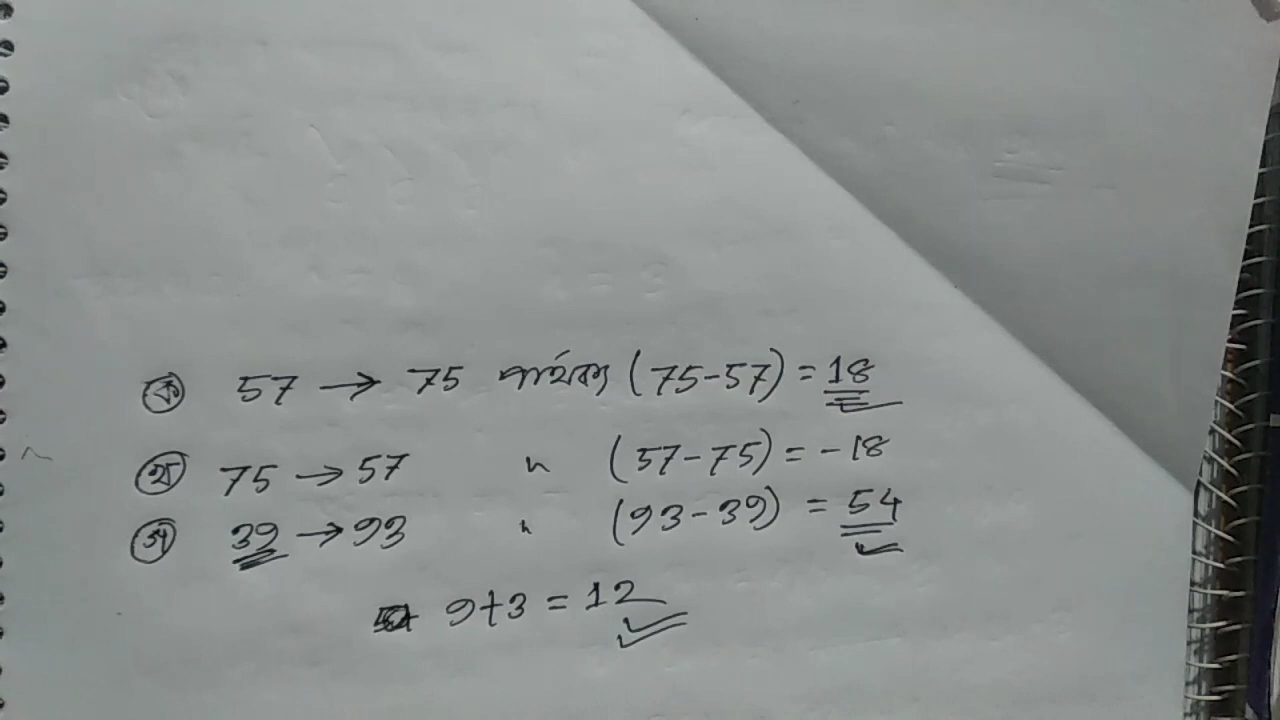 ক 57 → 75 পার্থক্য (75-57) = 18
খ 75 → 57 " (57-75) = -18
গ 39 → 93 " (93-39) = 54
9+3 = 12